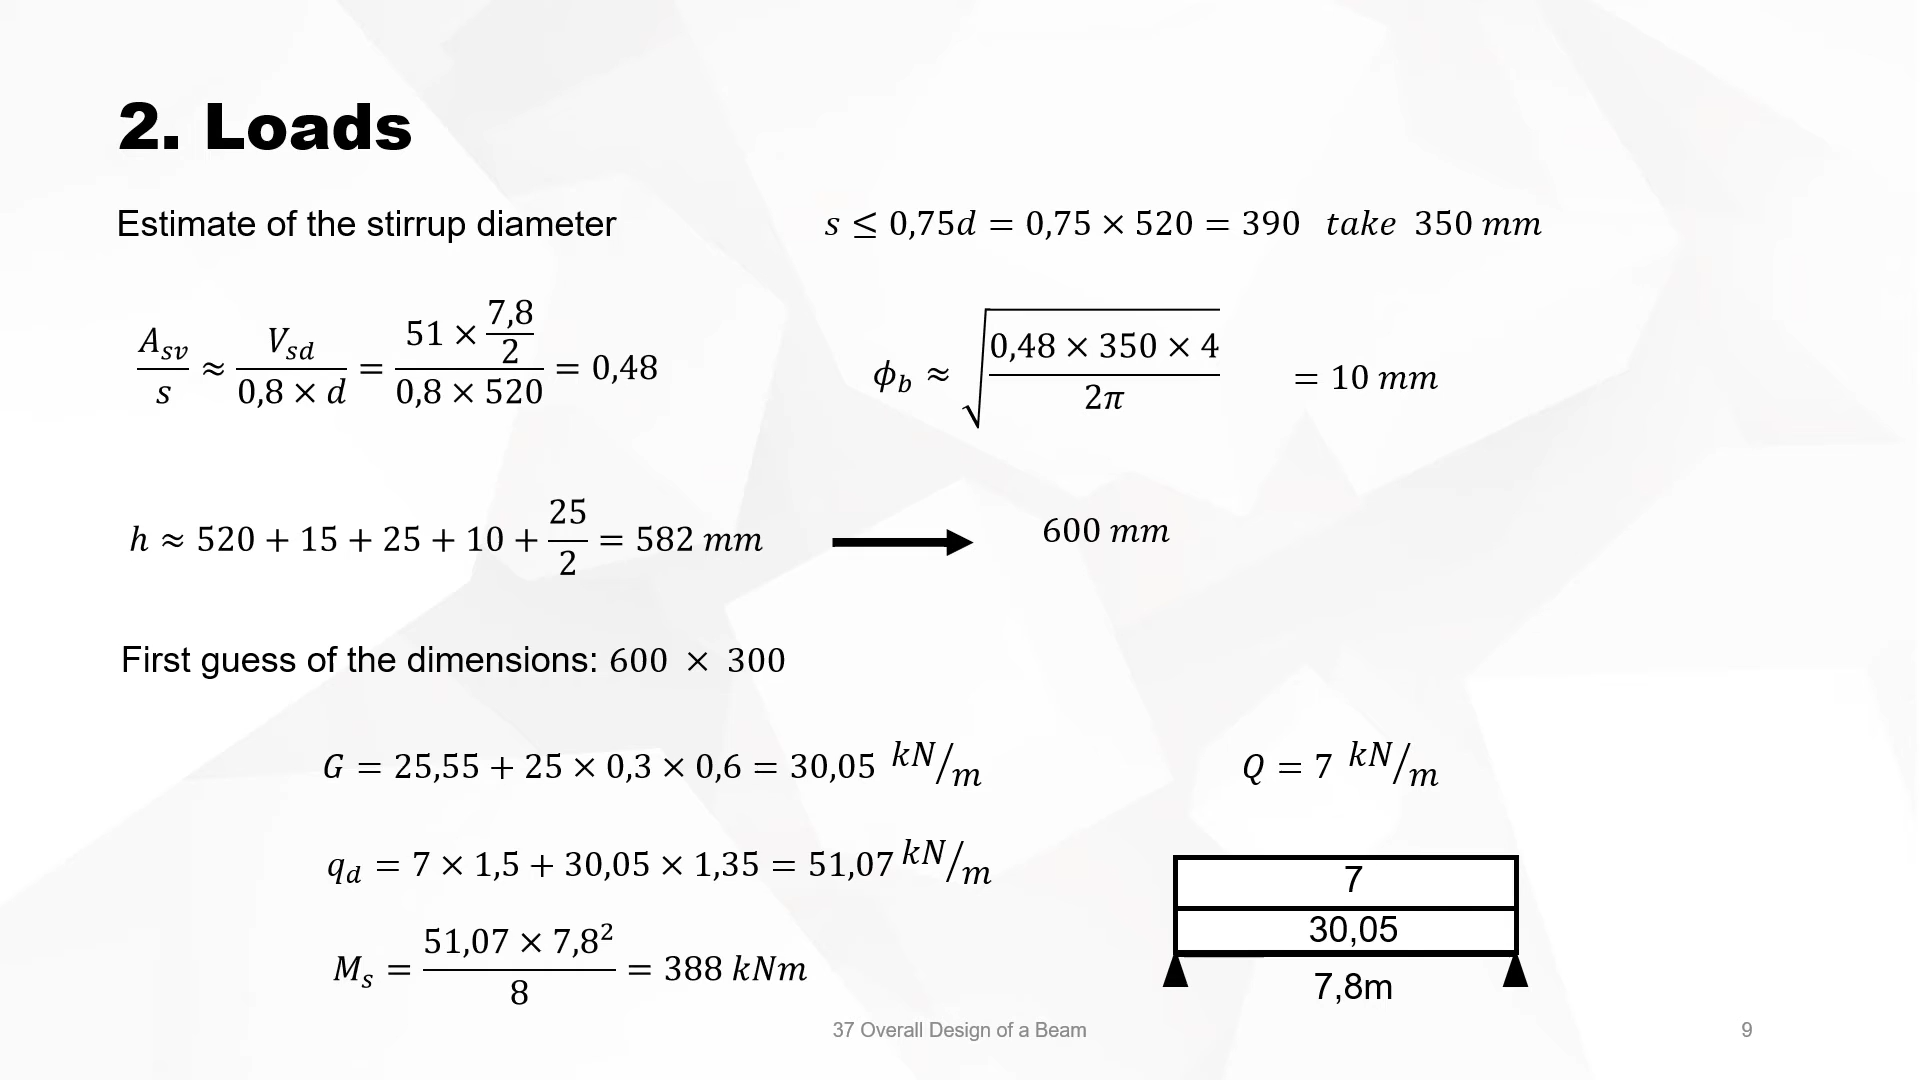 2. Loads
Estimate of the stirrup diameter
s ≤ 0,75d = 0,75 × 520 = 390 take 350 mm
A_sv/s ≈ V_sd/(0,8 × d) = (51 × 7,8/2)/(0,8 × 520) = 0,48
ϕ_b ≈ √((0,48 × 350 × 4)/(2π)) = 10 mm
h ≈ 520 + 15 + 25 + 10 + 25/2 = 582 mm
600 mm
First guess of the dimensions: 600 × 300
G = 25,55 + 25 × 0,3 × 0,6 = 30,05 kN/m
Q = 7 kN/m
q_d = 7 × 1,5 + 30,05 × 1,35 = 51,07 kN/m
M_s = (51,07 × 7,8²)/8 = 388 kNm
7
30,05
7,8m
37 Overall Design of a Beam
9